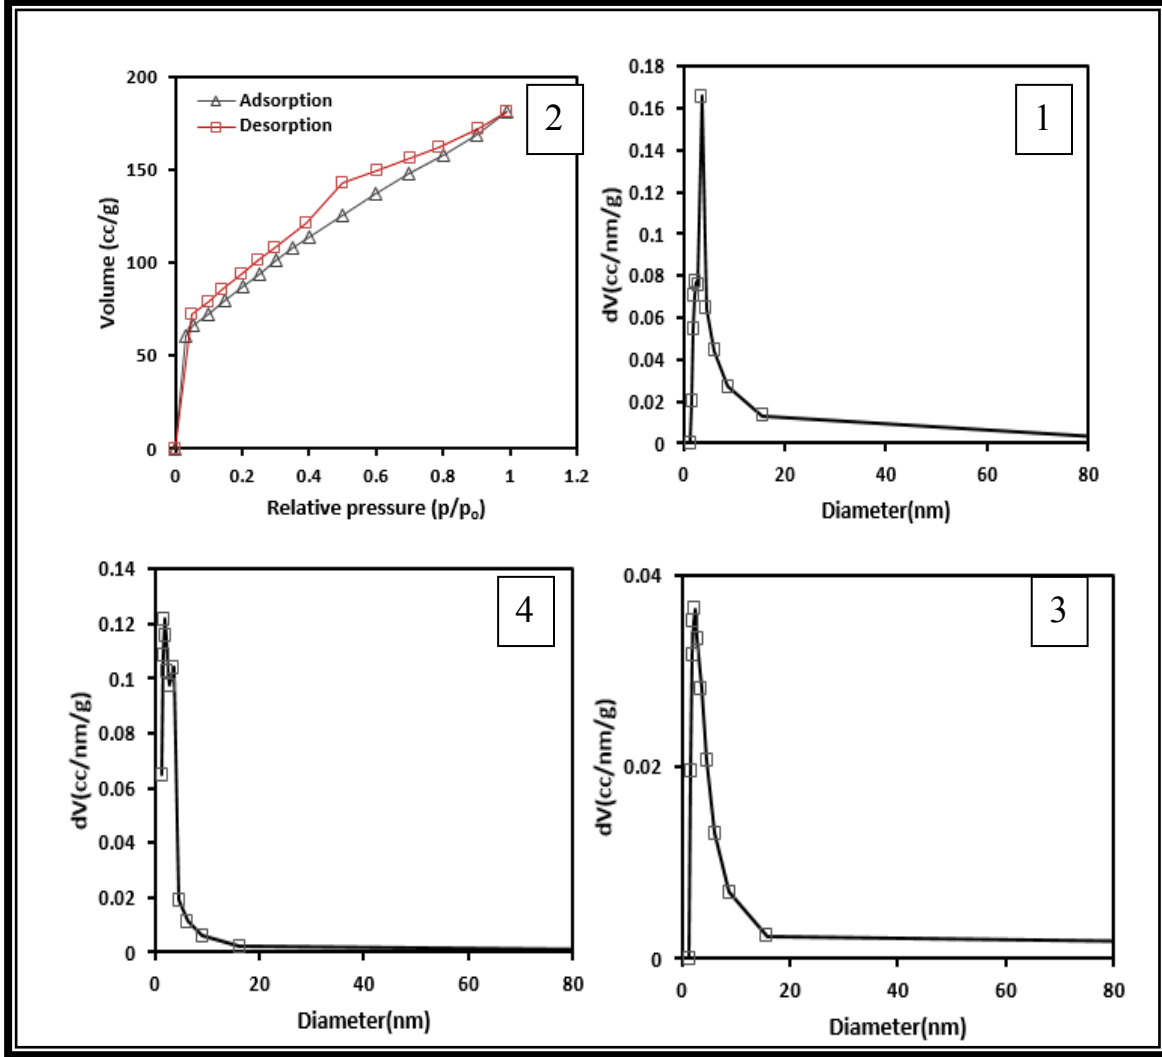 200
150
100
50
0
Volume (cc/g)
Adsorption
Desorption
2
0 0.2 0.4 0.6 0.8 1 1.2
Relative pressure (p/pₒ)
0.18
0.16
0.14
0.12
0.1
0.08
0.06
0.04
0.02
0
dV(cc/nm/g)
1
0 20 40 60 80
Diameter(nm)
0.14
0.12
0.1
0.08
0.06
0.04
0.02
0
dV(cc/nm/g)
4
0 20 40 60 80
Diameter(nm)
0.04
0.02
0
dV(cc/nm/g)
3
0 20 40 60 80
Diameter(nm)